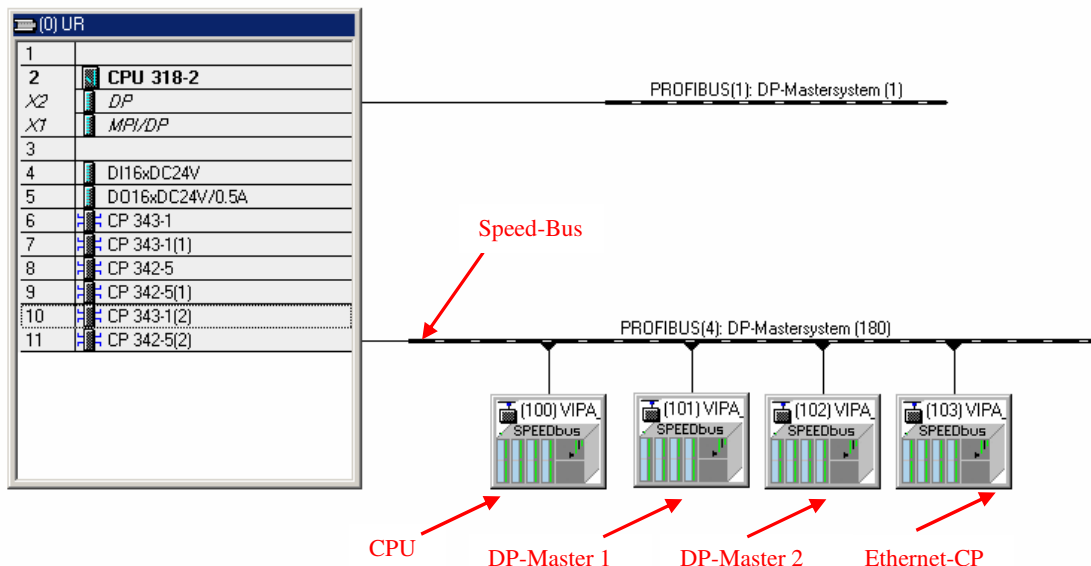 (0) UR
1
2 CPU 318-2
X2 DP
X1 MPI/DP
3
4 DI16xDC24V
5 DO16xDC24V/0.5A
6 CP 343-1
7 CP 343-1(1)
8 CP 342-5
9 CP 342-5(1)
10 CP 343-1(2)
11 CP 342-5(2)
PROFIBUS(1): DP-Mastersystem (1)
Speed-Bus
PROFIBUS(4): DP-Mastersystem (180)
(100) VIPA_ (101) VIPA_ (102) VIPA_ (103) VIPA_
SPEEDbus SPEEDbus SPEEDbus SPEEDbus
CPU DP-Master 1 DP-Master 2 Ethernet-CP